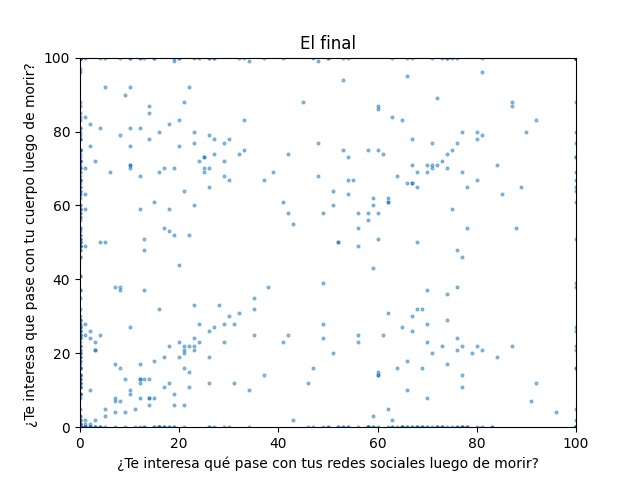 El final
¿Te interesa que pase con tu cuerpo luego de morir?
100
80
60
40
20
0
0 20 40 60 80 100
¿Te interesa qué pase con tus redes sociales luego de morir?